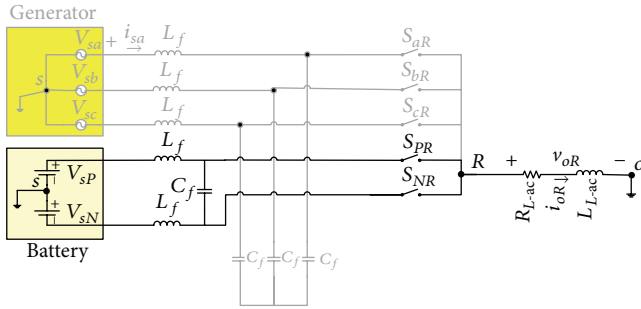 Generator
V_sa + i_sa L_f S_aR
s V_sb L_f S_bR
V_sc L_f S_cR
+ V_sP L_f S_PR R + v_oR − o
s C_f S_NR
+ V_sN L_f R_L-ac i_oR L_L-ac
Battery
C_f C_f C_f